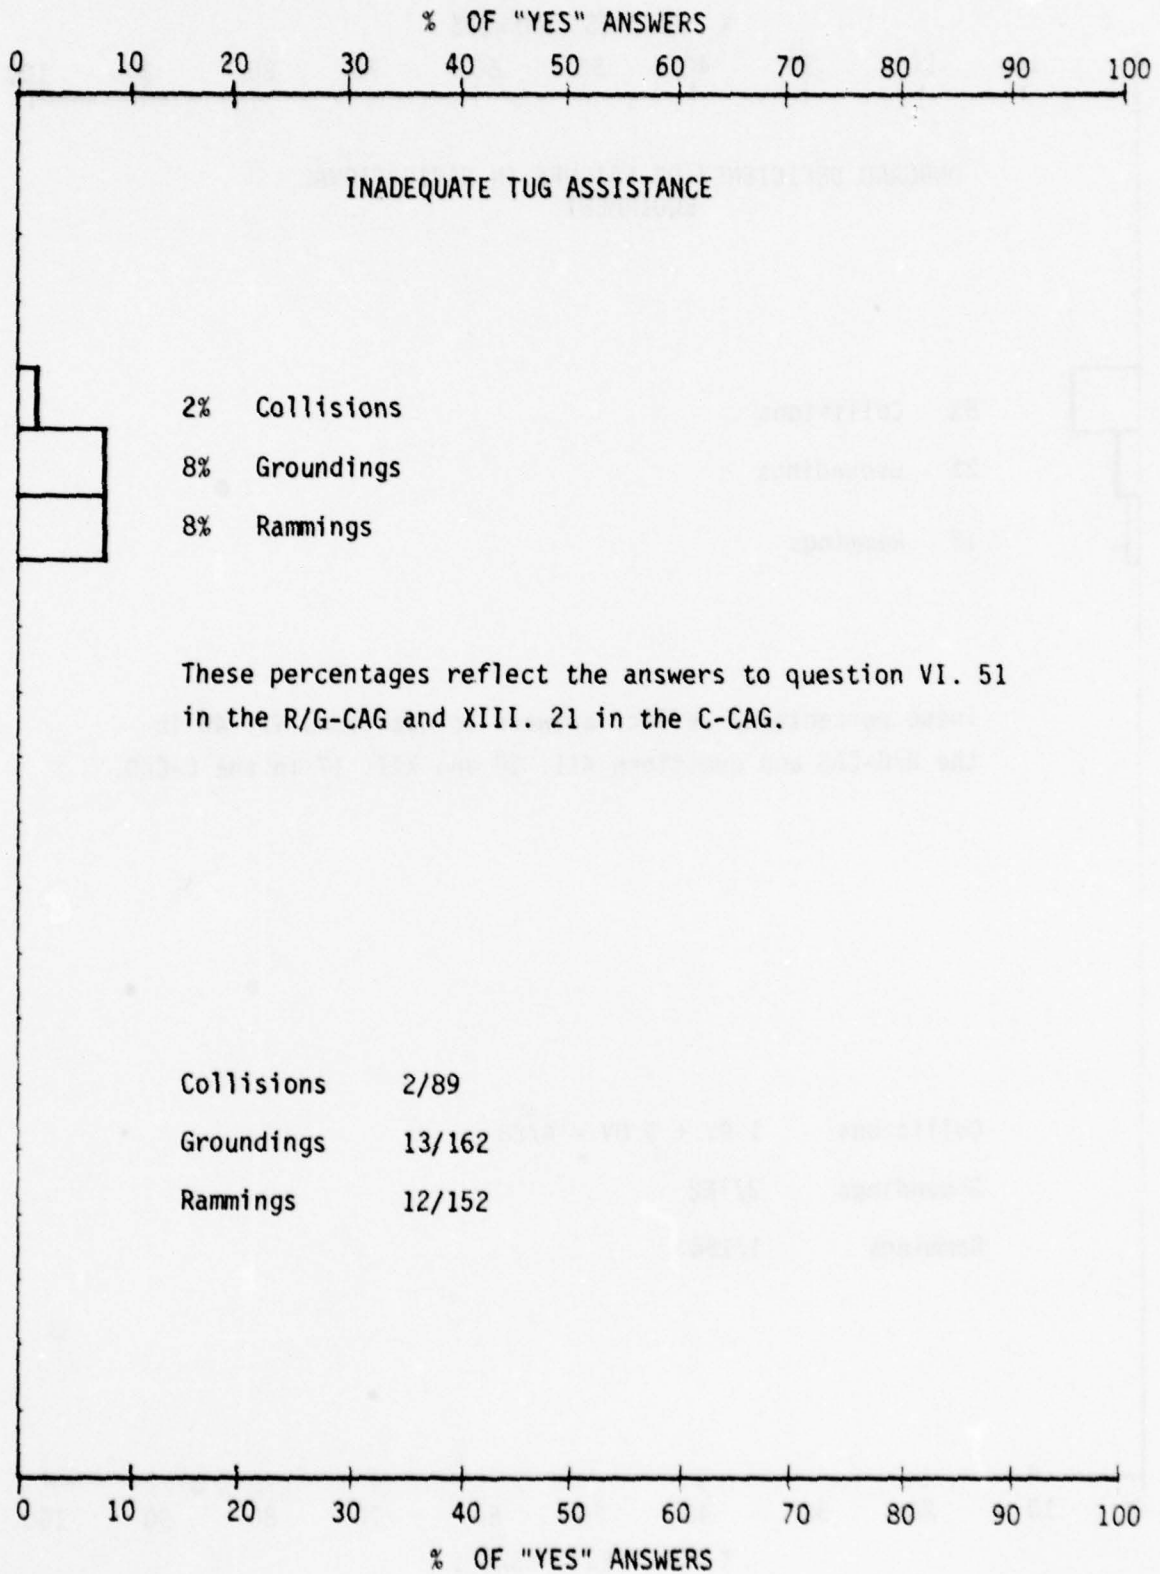 % OF "YES" ANSWERS
0 10 20 30 40 50 60 70 80 90 100
INADEQUATE TUG ASSISTANCE
2% Collisions
8% Groundings
8% Rammings
These percentages reflect the answers to question VI. 51
in the R/G-CAG and XIII. 21 in the C-CAG.
Collisions 2/89
Groundings 13/162
Rammings 12/152
0 10 20 30 40 50 60 70 80 90 100
% OF "YES" ANSWERS